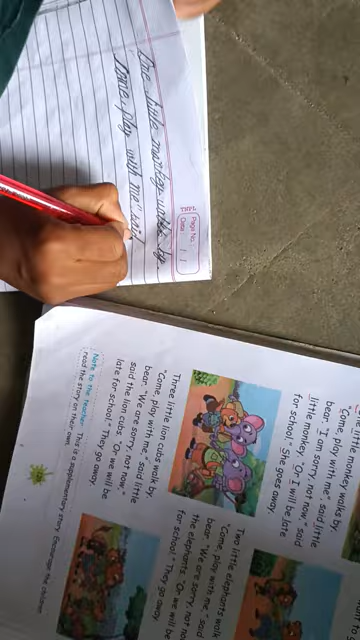 Page No.:
Date: / /
One little monkey walks by.
Come, play with me" said
One little monkey walks by.
"Come, play with me," said little
bear. "I am sorry, not now," said
little monkey. "Or I will be late
for school." She goes away.
Two little elephants walk
"Come, play with me," sa
bear. "We are sorry, not no
the elephants. "Or we will be
for school." They go away
Three little lion cubs walk by.
"Come, play with me," said little
bear. "We are sorry, not now,"
said the lion cubs. "Or we will be
late for school." They go away.
Note to the teacher: This is a supplementary story. Encourage the children
read the story on their own.